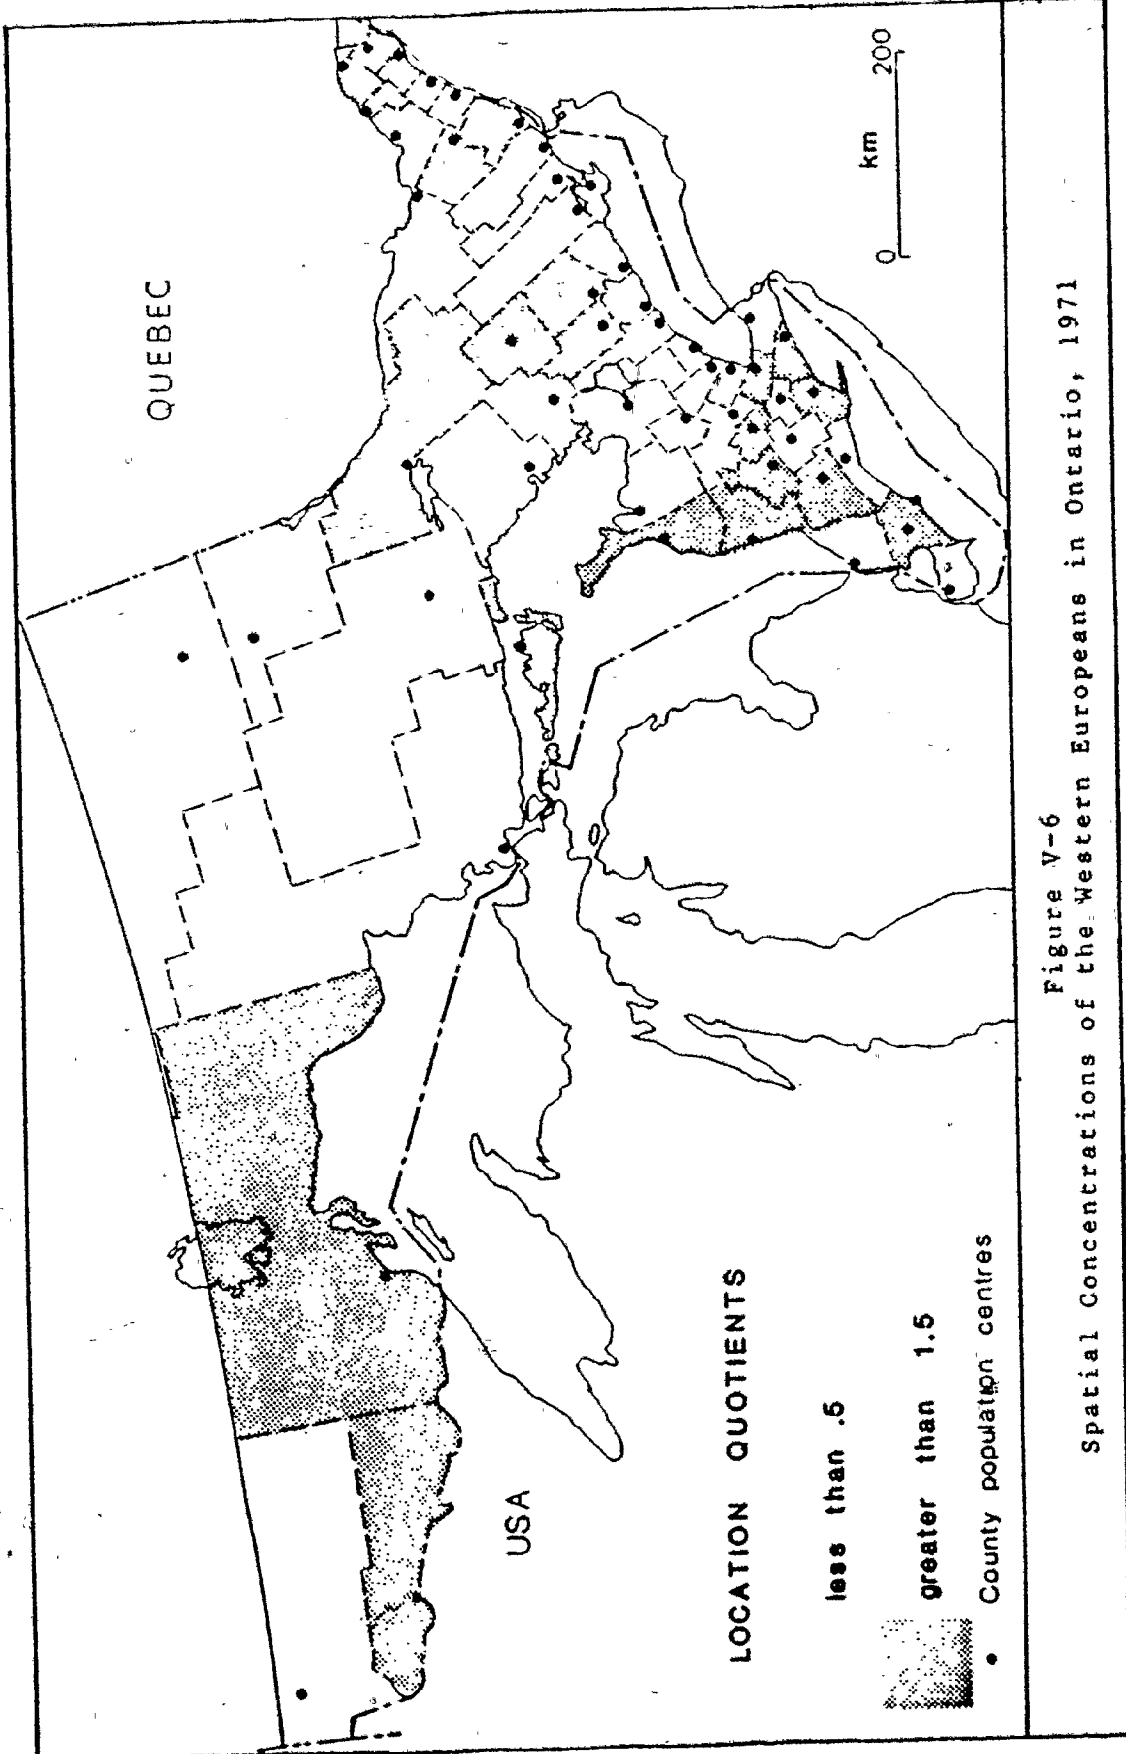 QUEBEC
USA
km
0 200
LOCATION QUOTIENTS
less than .5
greater than 1.5
County population centres
Figure V-6
Spatial Concentrations of the Western Europeans in Ontario, 1971